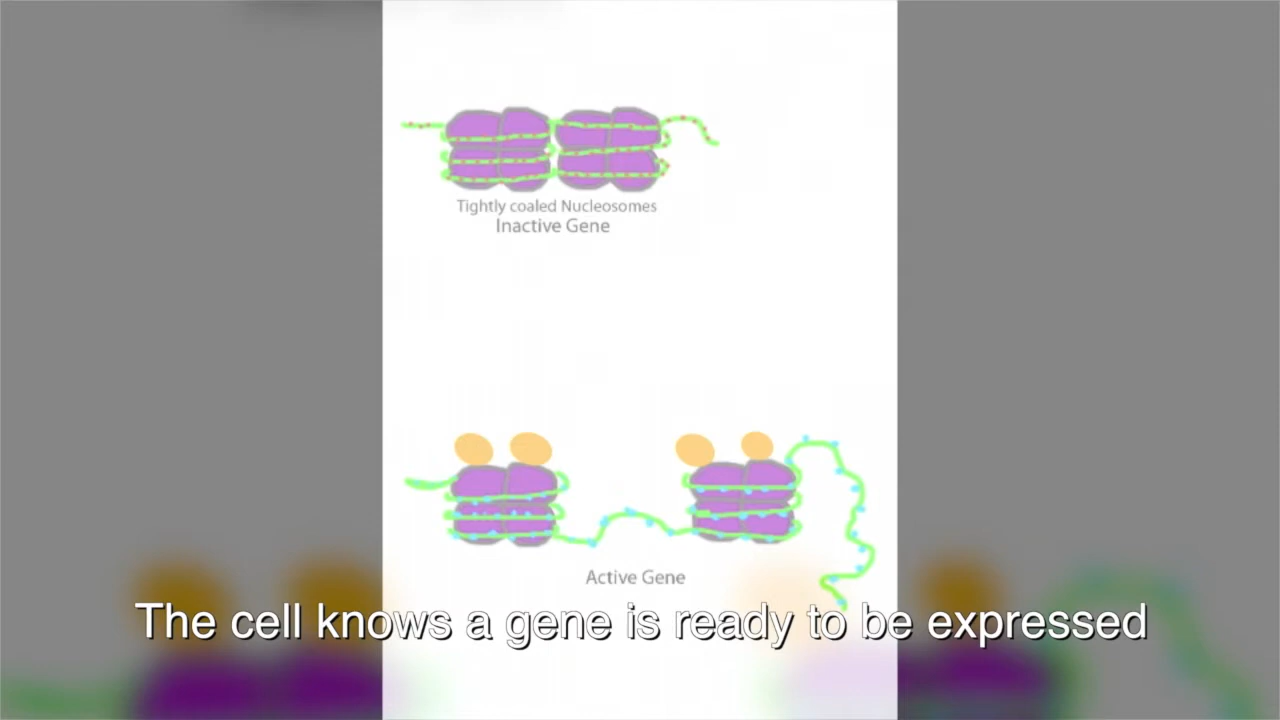 Tightly coaled Nucleosomes
Inactive Gene
Active Gene
The cell knows a gene is ready to be expressed